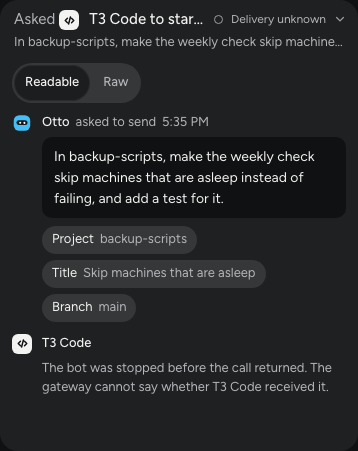 Asked T3 Code to star... Delivery unknown
In backup-scripts, make the weekly check skip machine...
Readable Raw
Otto asked to send 5:35 PM
In backup-scripts, make the weekly check
skip machines that are asleep instead of
failing, and add a test for it.
Project backup-scripts
Title Skip machines that are asleep
Branch main
T3 Code
The bot was stopped before the call returned. The
gateway cannot say whether T3 Code received it.